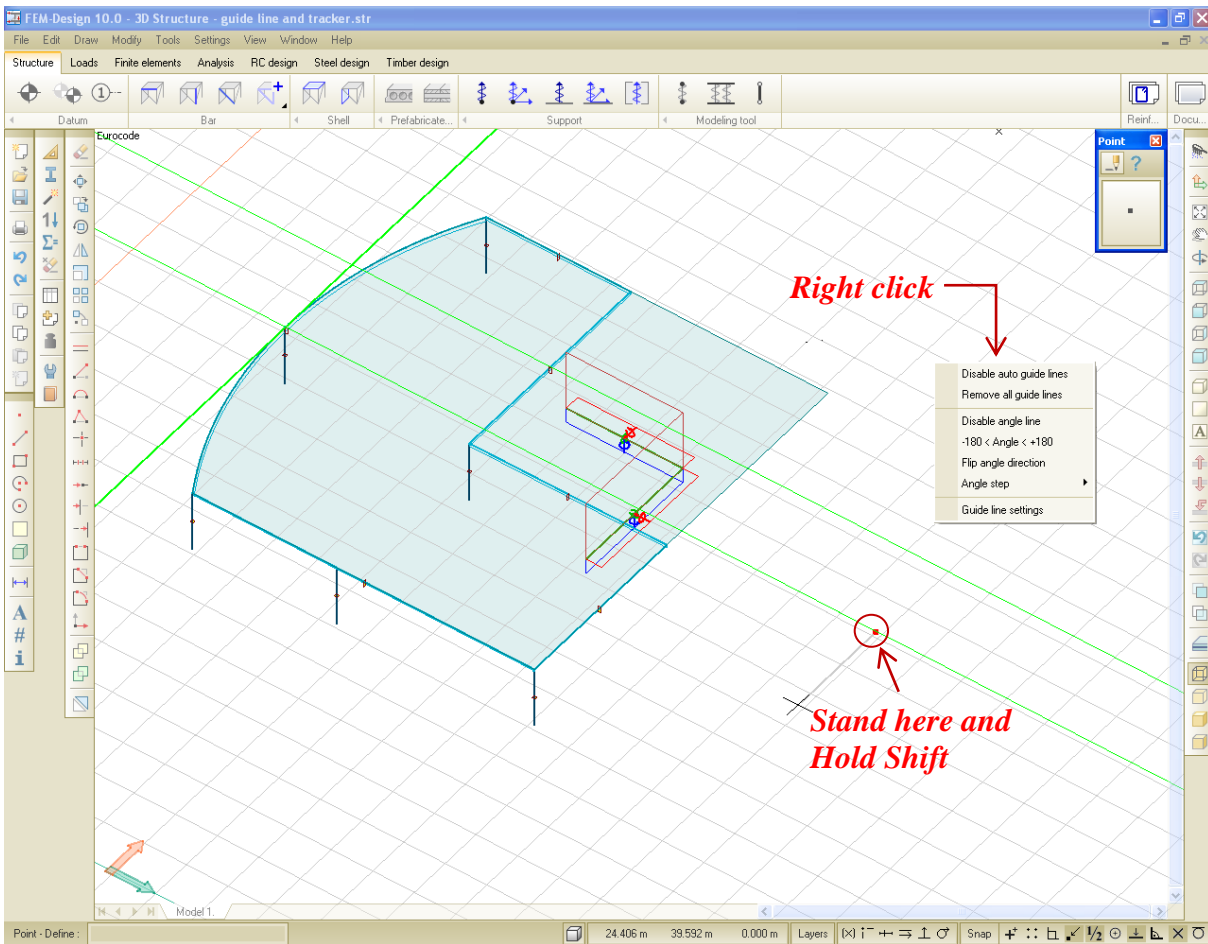 FEM-Design 10.0 - 3D Structure - guide line and tracker.str
File Edit Draw Modify Tools Settings View Window Help
Structure Loads Finite elements Analysis RC design Steel design Timber design
Datum Bar Shell Prefabricate... Support Modeling tool Reinf... Docu...
Eurocode
Point
Right click
Disable auto guide lines
Remove all guide lines
Disable angle line
-180 < Angle < +180
Flip angle direction
Angle step
Guide line settings
Stand here and
Hold Shift
Model 1.
Point - Define : 24.406 m 39.592 m 0.000 m Layers Snap